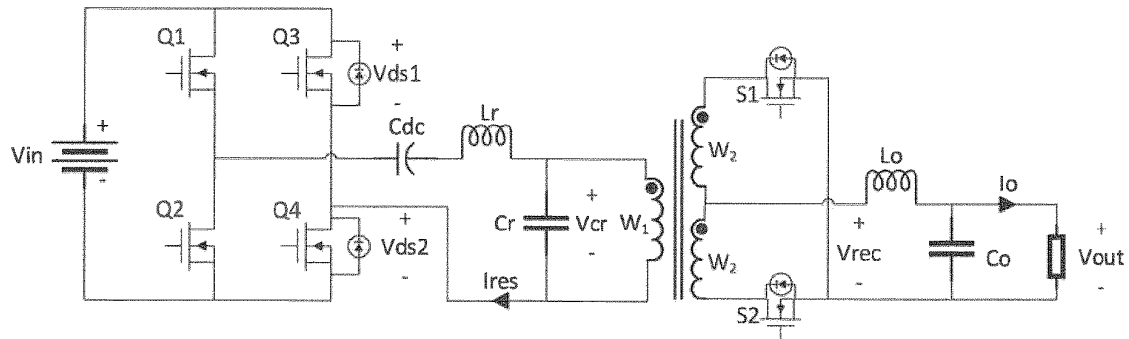 Q1
Q3
+
Vds1
-
S1
Cdc
Lr
Vin
+
-
W2
Lo
Io
Q2
Q4
+
Vds2
-
Cr
+
Vcr
-
W1
W2
+
Vrec
-
Co
+
Vout
-
Ires
S2